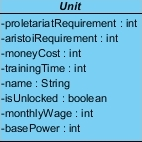 Unit
-proletariatRequirement : int
-aristoiRequirement : int
-moneyCost : int
-trainingTime : int
-name : String
-isUnlocked : boolean
-monthlyWage : int
-basePower : int